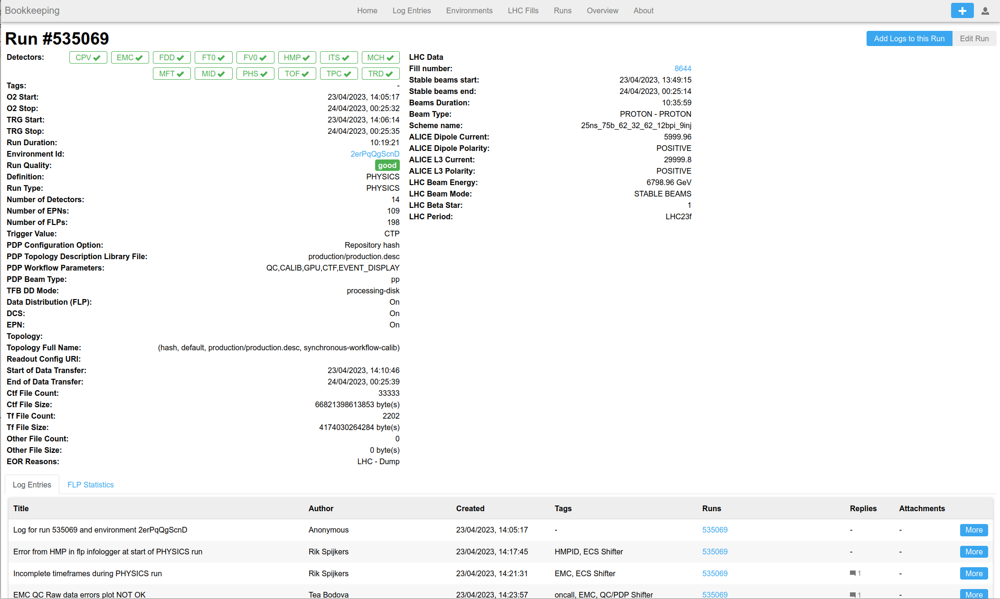 Bookkeeping
Home Log Entries Environments LHC Fills Runs Overview About
Run #535069
Add Logs to this Run Edit Run
Detectors: CPV EMC FDD FT0 FV0 HMP ITS MCH
MFT MID PHS TOF TPC TRD
Tags: -
O2 Start: 23/04/2023, 14:05:17
O2 Stop: 24/04/2023, 00:25:32
TRG Start: 23/04/2023, 14:06:14
TRG Stop: 24/04/2023, 00:25:35
Run Duration: 10:19:21
Environment Id: 2erPqQgScnD
Run Quality: good
Definition: PHYSICS
Run Type: PHYSICS
Number of Detectors: 14
Number of EPNs: 109
Number of FLPs: 198
Trigger Value: CTP
PDP Configuration Option: Repository hash
PDP Topology Description Library File: production/production.desc
PDP Workflow Parameters: QC,CALIB,GPU,CTF,EVENT_DISPLAY
PDP Beam Type: pp
TFB DD Mode: processing-disk
Data Distribution (FLP): On
DCS: On
EPN: On
Topology:
Topology Full Name: (hash, default, production/production.desc, synchronous-workflow-calib)
Readout Config URI:
Start of Data Transfer: 23/04/2023, 14:10:46
End of Data Transfer: 24/04/2023, 00:25:39
Ctf File Count: 33333
Ctf File Size: 66821398613853 byte(s)
Tf File Count: 2202
Tf File Size: 4174030264284 byte(s)
Other File Count: 0
Other File Size: 0 byte(s)
EOR Reasons: LHC - Dump
LHC Data
Fill number: 8644
Stable beams start: 23/04/2023, 13:49:15
Stable beams end: 24/04/2023, 00:25:14
Beams Duration: 10:35:59
Beam Type: PROTON - PROTON
Scheme name: 25ns_75b_62_32_62_12bpi_9inj
ALICE Dipole Current: 5999.96
ALICE Dipole Polarity: POSITIVE
ALICE L3 Current: 29999.8
ALICE L3 Polarity: POSITIVE
LHC Beam Energy: 6798.96 GeV
LHC Beam Mode: STABLE BEAMS
LHC Beta Star: 1
LHC Period: LHC23f
Log Entries FLP Statistics
Title Author Created Tags Runs Replies Attachments
Log for run 535069 and environment 2erPqQgScnD Anonymous 23/04/2023, 14:05:17 - 535069 - - More
Error from HMP in flp infologger at start of PHYSICS run Rik Spijkers 23/04/2023, 14:17:45 HMPID, ECS Shifter 535069 - - More
Incomplete timeframes during PHYSICS run Rik Spijkers 23/04/2023, 14:21:31 EMC, ECS Shifter 535069 1 - More
EMC QC Raw data errors plot NOT OK Tea Bodova 23/04/2023, 14:23:57 oncall, EMC, QC/PDP Shifter 535069 1 - More